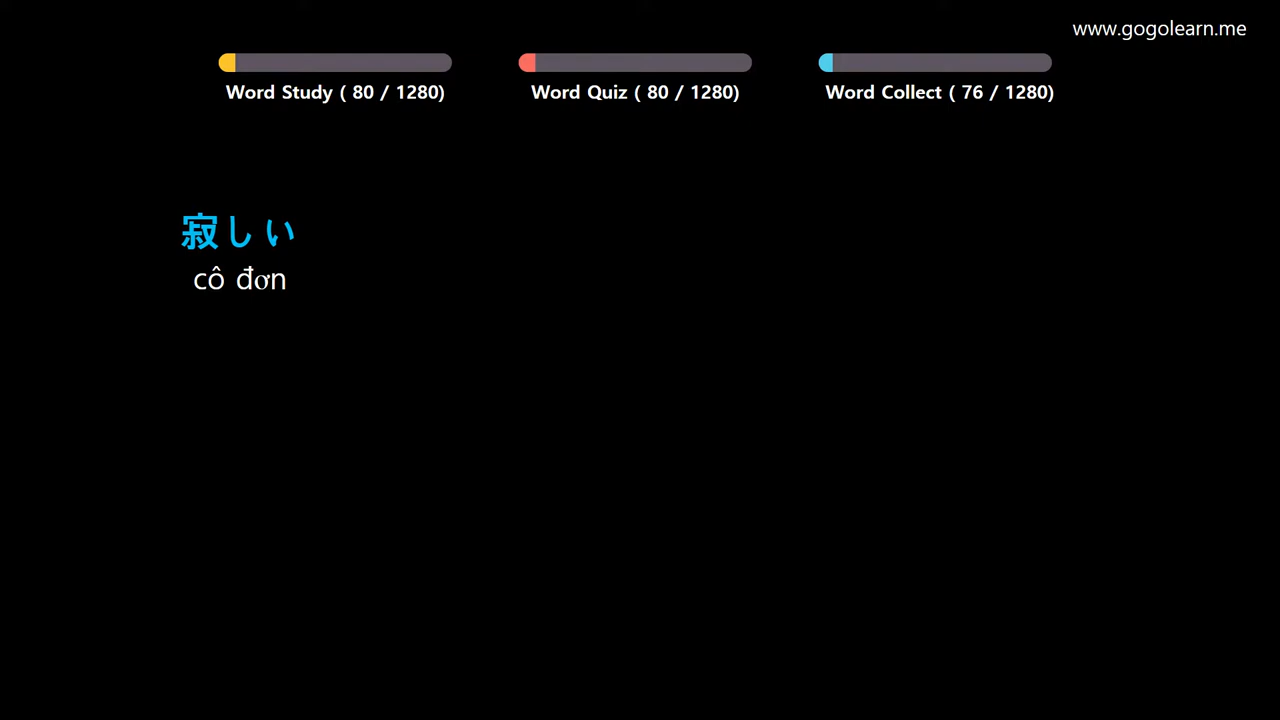 www.gogolearn.me
Word Study ( 80 / 1280)
Word Quiz ( 80 / 1280)
Word Collect ( 76 / 1280)
寂しい
cô đơn